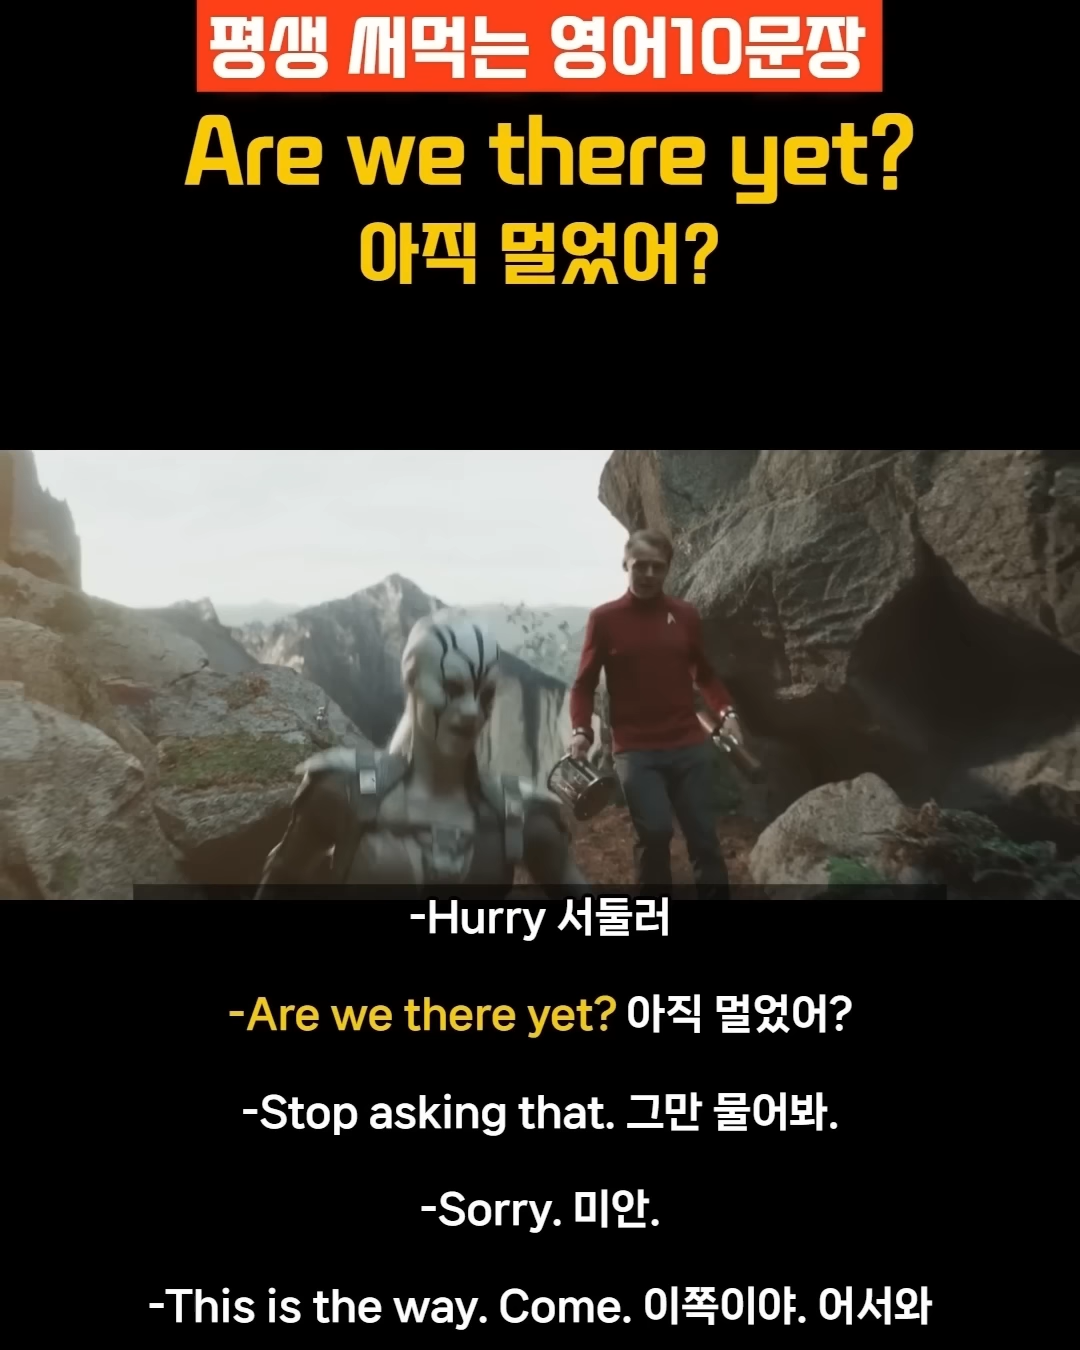 평생 써먹는 영어10문장
Are we there yet?
아직 멀었어?
-Hurry 서둘러
-Are we there yet? 아직 멀었어?
-Stop asking that. 그만 물어봐.
-Sorry. 미안.
-This is the way. Come. 이쪽이야. 어서와